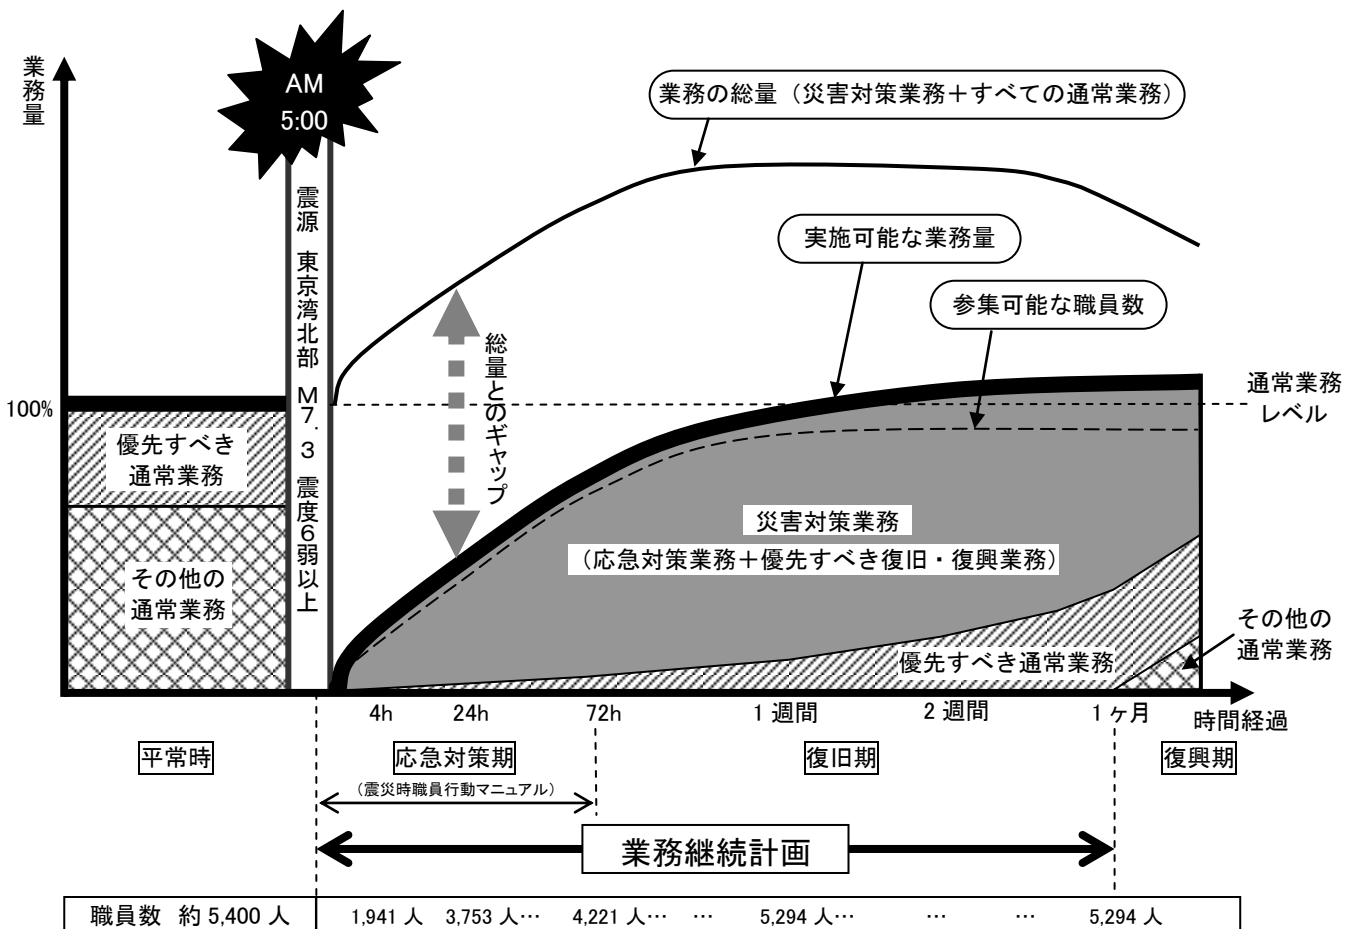 業務量
AM
5:00
業務の総量（災害対策業務＋すべての通常業務）
実施可能な業務量
参集可能な職員数
震源 東京湾北部 M7.3 震度6弱以上
総量とのギャップ
100%
通常業務
レベル
優先すべき
通常業務
その他の
通常業務
災害対策業務
（応急対策業務＋優先すべき復旧・復興業務）
優先すべき通常業務
その他の
通常業務
4h 24h 72h 1週間 2週間 1ヶ月
時間経過
平常時 応急対策期 復旧期 復興期
（震災時職員行動マニュアル）
業務継続計画
職員数 約5,400人 1,941人 3,753人… 4,221人… … 5,294人… … … 5,294人